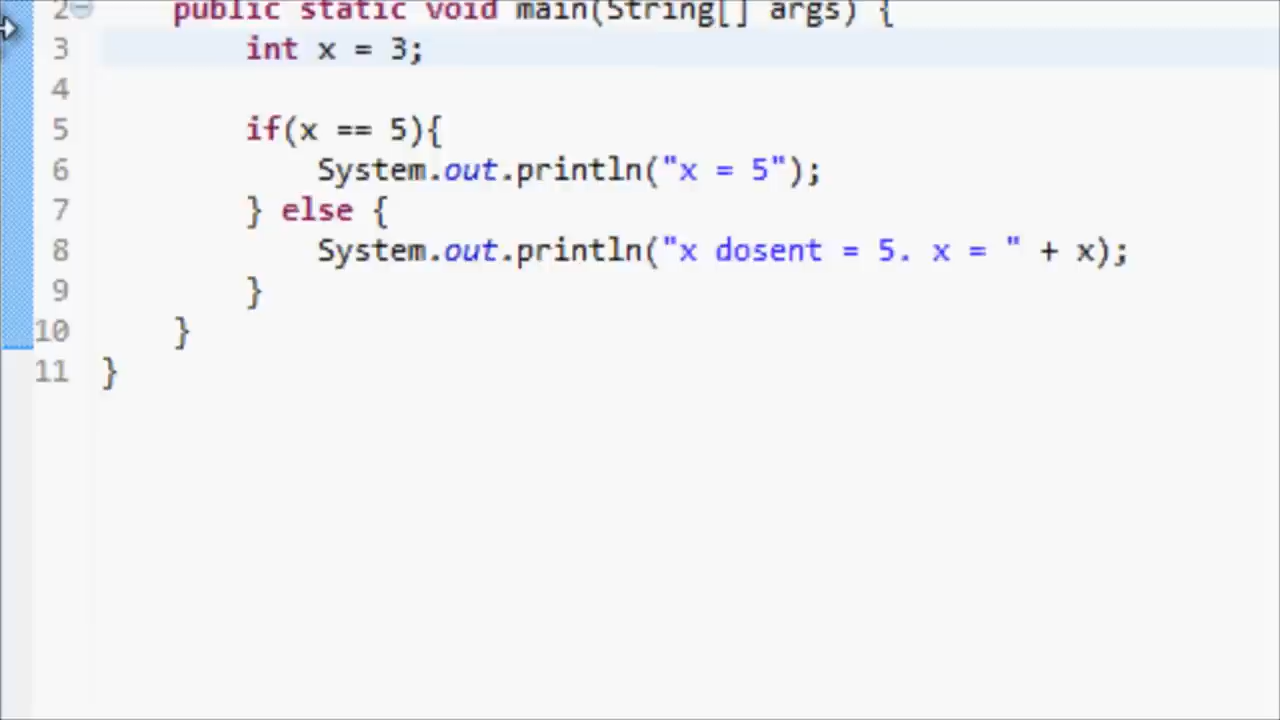 2 public static void main(String[] args) {
3 int x = 3;
4
5 if(x == 5){
6 System.out.println("x = 5");
7 } else {
8 System.out.println("x dosent = 5. x = " + x);
9 }
10 }
11 }